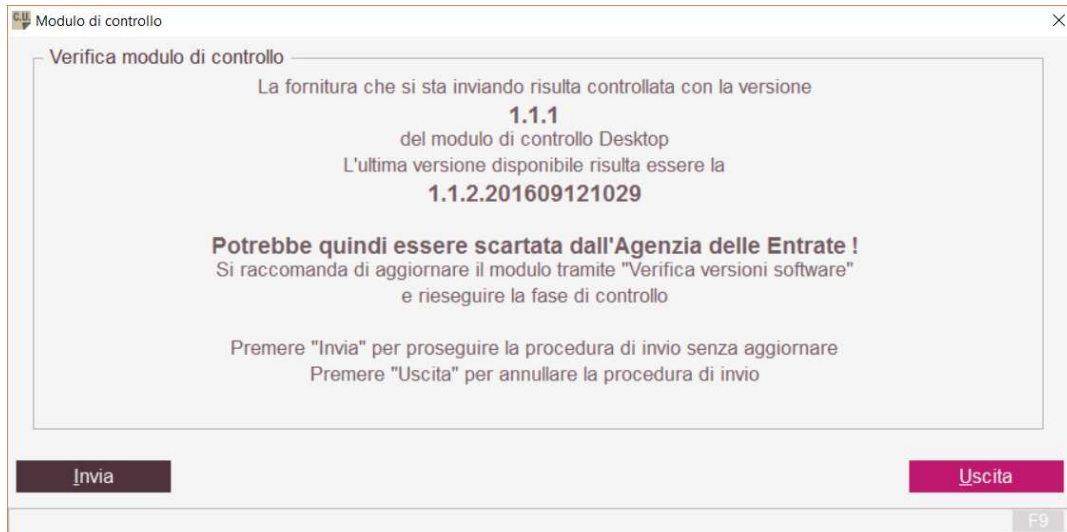 C.U. Modulo di controllo
Verifica modulo di controllo
La fornitura che si sta inviando risulta controllata con la versione
1.1.1
del modulo di controllo Desktop
L'ultima versione disponibile risulta essere la
1.1.2.201609121029
Potrebbe quindi essere scartata dall'Agenzia delle Entrate !
Si raccomanda di aggiornare il modulo tramite "Verifica versioni software"
e rieseguire la fase di controllo
Premere "Invia" per proseguire la procedura di invio senza aggiornare
Premere "Uscita" per annullare la procedura di invio
Invia
Uscita
F9